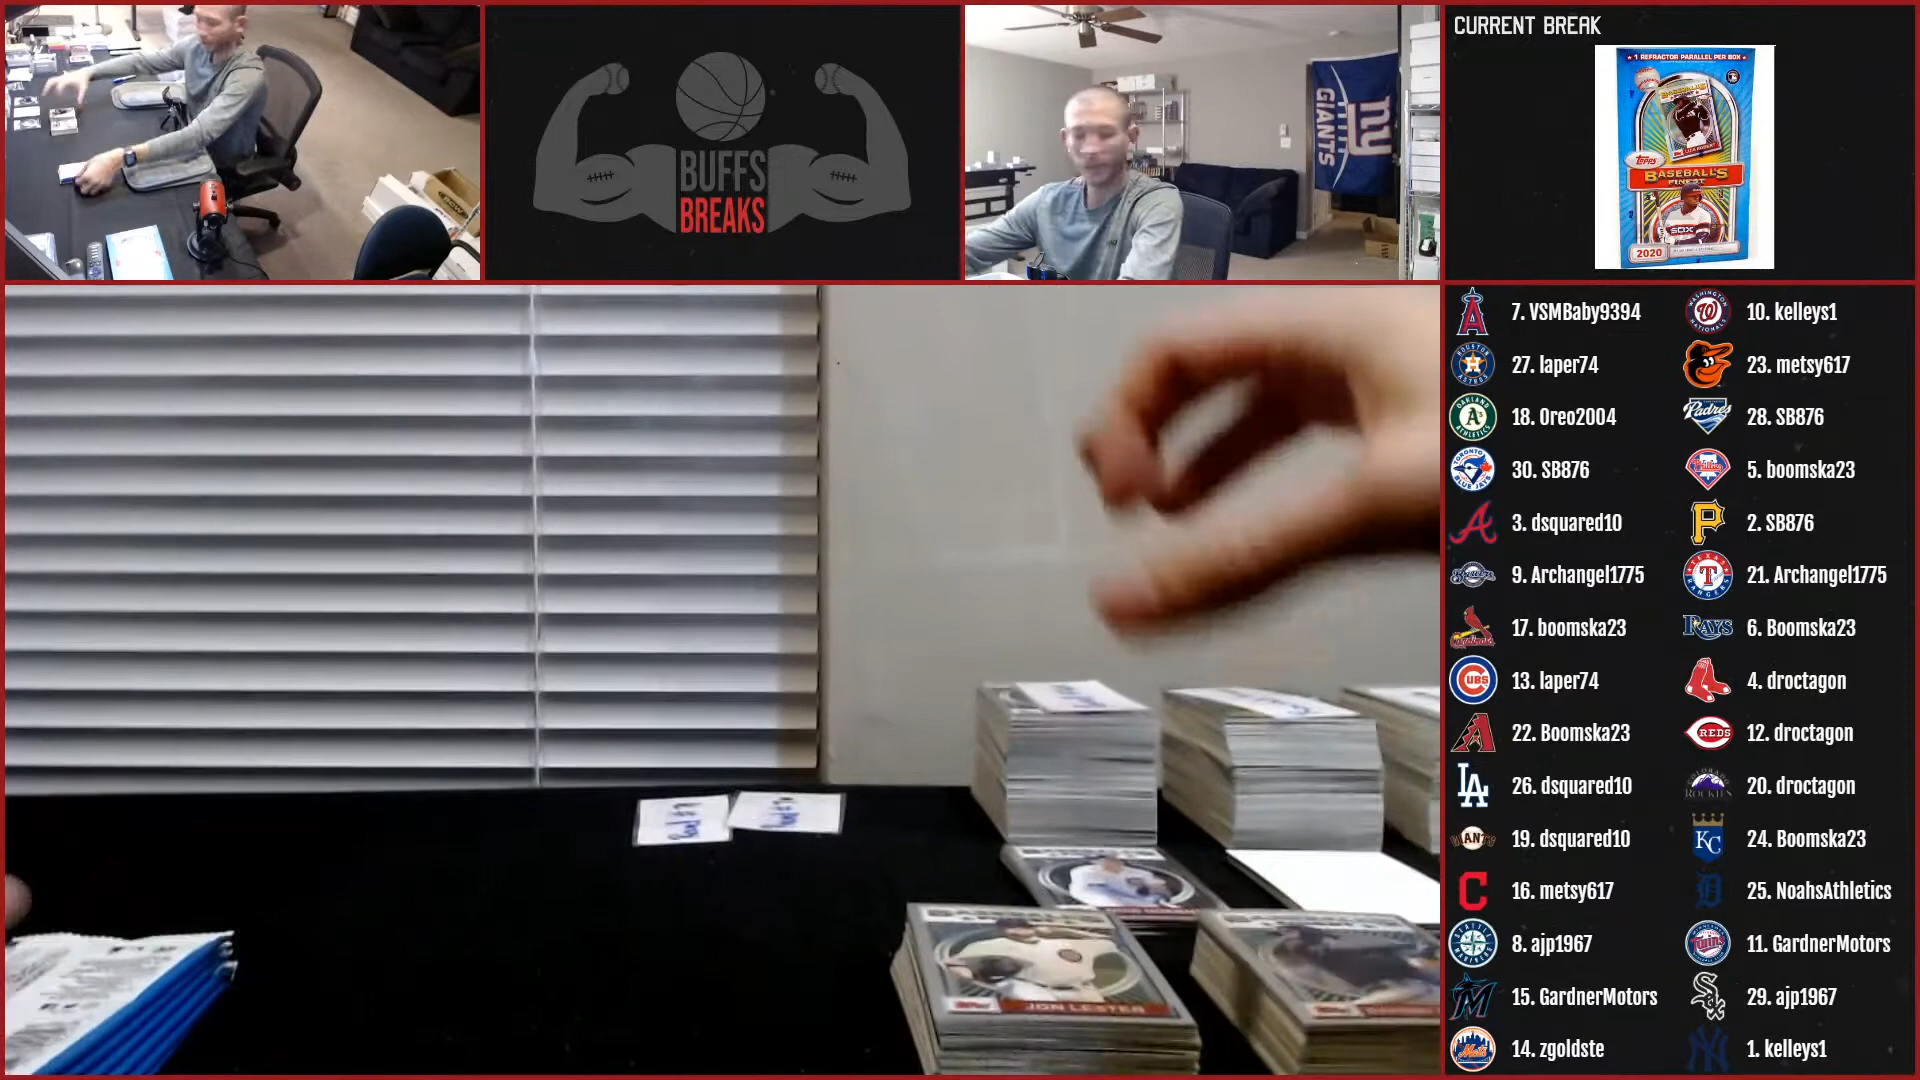 BUFFS
BREAKS
ny
GIANTS
CURRENT BREAK
★ 1 REFRACTOR PARALLEL PER BOX ★
Topps
BASEBALL'S
FINEST
SOX
2020
7. VSMBaby9394
10. kelleys1
27. laper74
23. metsy617
18. Oreo2004
28. SB876
30. SB876
5. boomska23
3. dsquared10
2. SB876
9. Archangel1775
21. Archangel1775
17. boomska23
6. Boomska23
13. laper74
4. droctagon
22. Boomska23
12. droctagon
26. dsquared10
20. droctagon
19. dsquared10
24. Boomska23
16. metsy617
25. NoahsAthletics
8. ajp1967
11. GardnerMotors
15. GardnerMotors
29. ajp1967
14. zgoldste
1. kelleys1
JON LESTER